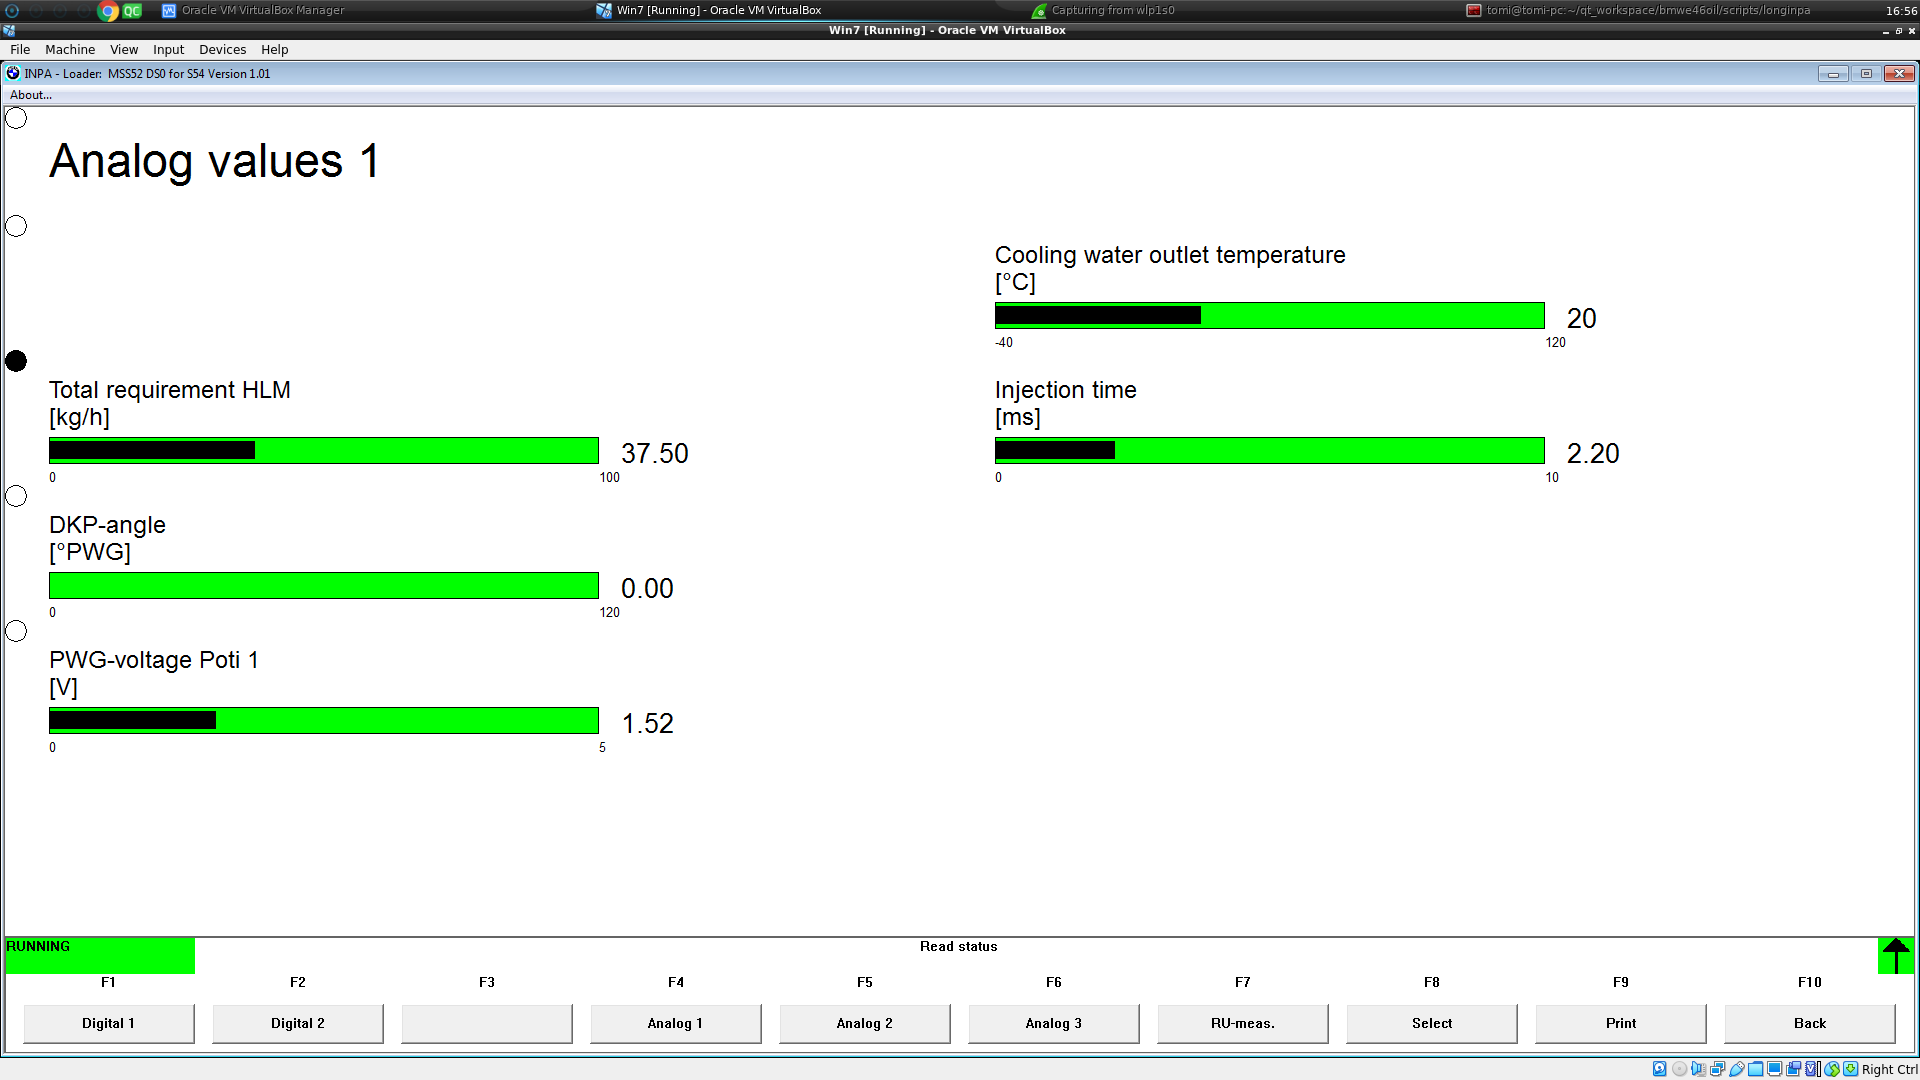 Oracle VM VirtualBox Manager
Win7 [Running] - Oracle VM VirtualBox
Capturing from wlp1s0
tomi@tomi-pc:~/qt_workspace/bmwe46oil/scripts/longinpa
16:56
QC
Win7 [Running] - Oracle VM VirtualBox
File Machine View Input Devices Help
INPA - Loader: MSS52 DS0 for S54 Version 1.01
About...
Analog values 1
Cooling water outlet temperature
[°C]
20
-40 120
Total requirement HLM
[kg/h]
37.50
0 100
Injection time
[ms]
2.20
0 10
DKP-angle
[°PWG]
0.00
0 120
PWG-voltage Poti 1
[V]
1.52
0 5
RUNNING
Read status
F1 F2 F3 F4 F5 F6 F7 F8 F9 F10
Digital 1 Digital 2 Analog 1 Analog 2 Analog 3 RU-meas. Select Print Back
Right Ctrl